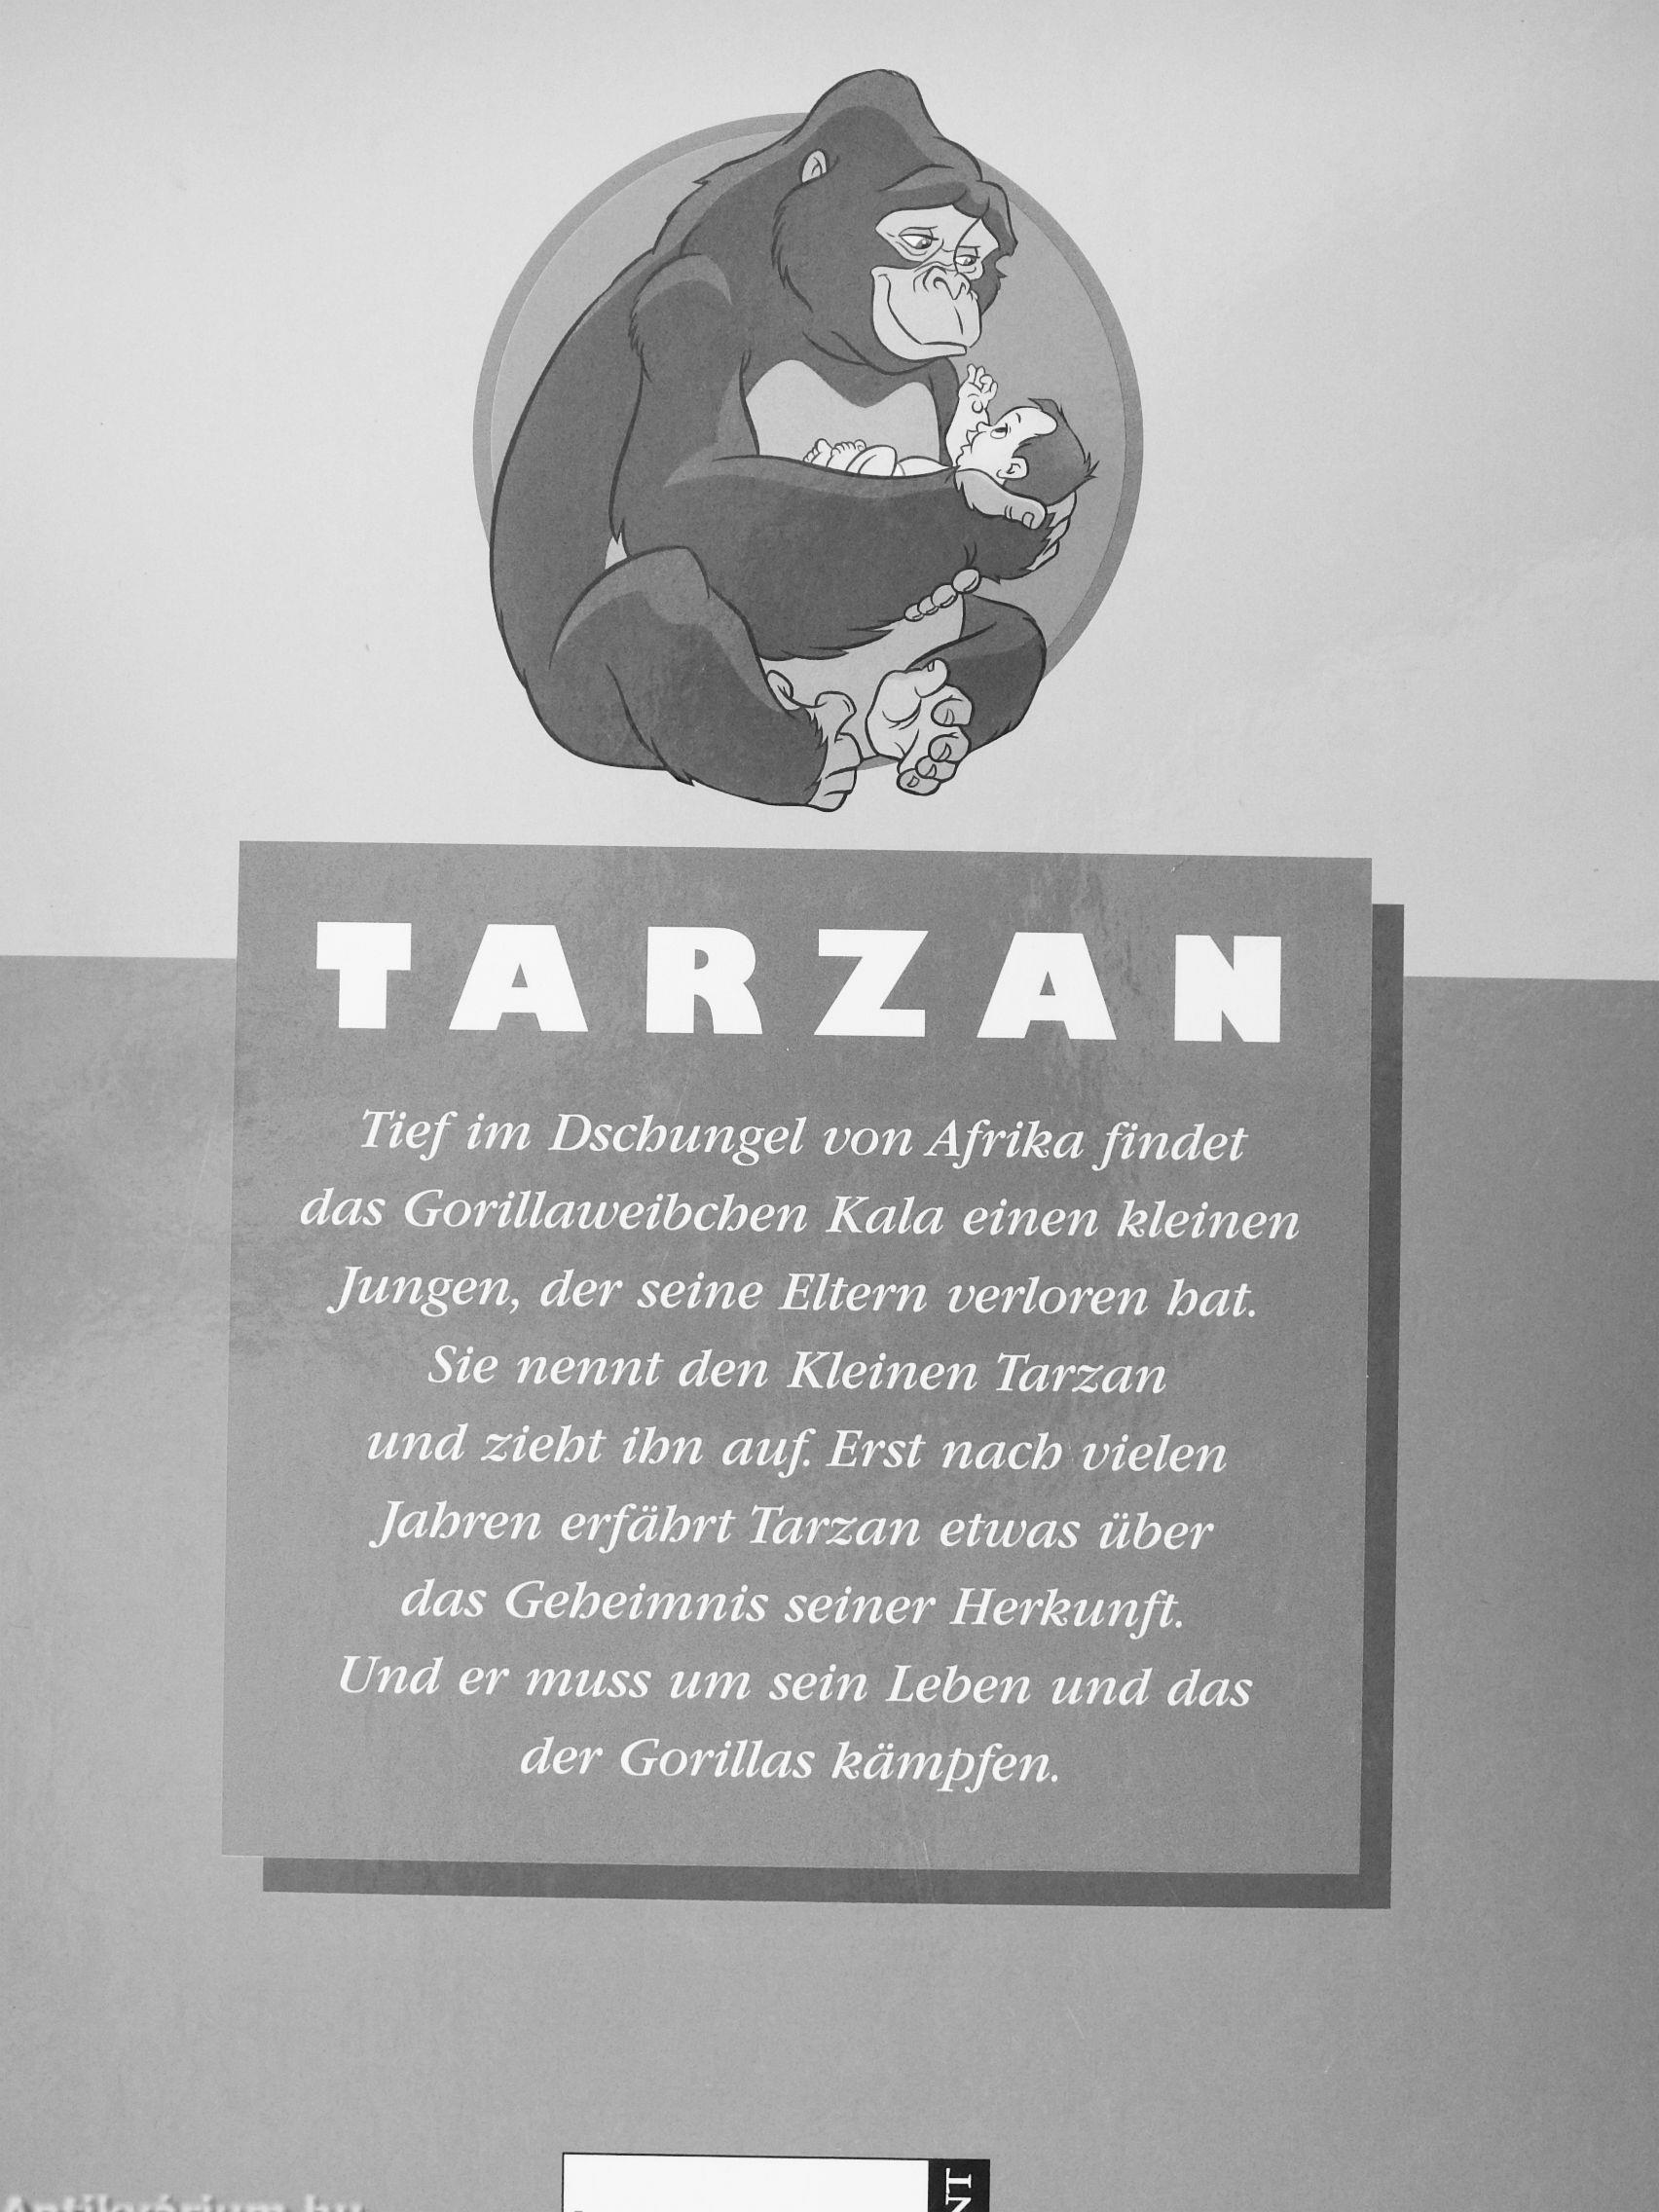 TARZAN
Tief im Dschungel von Afrika findet
das Gorillaweibchen Kala einen kleinen
Jungen, der seine Eltern verloren hat.
Sie nennt den Kleinen Tarzan
und zieht ihn auf. Erst nach vielen
Jahren erfährt Tarzan etwas über
das Geheimnis seiner Herkunft.
Und er muss um sein Leben und das
der Gorillas kämpfen.
Antikvárium.hu